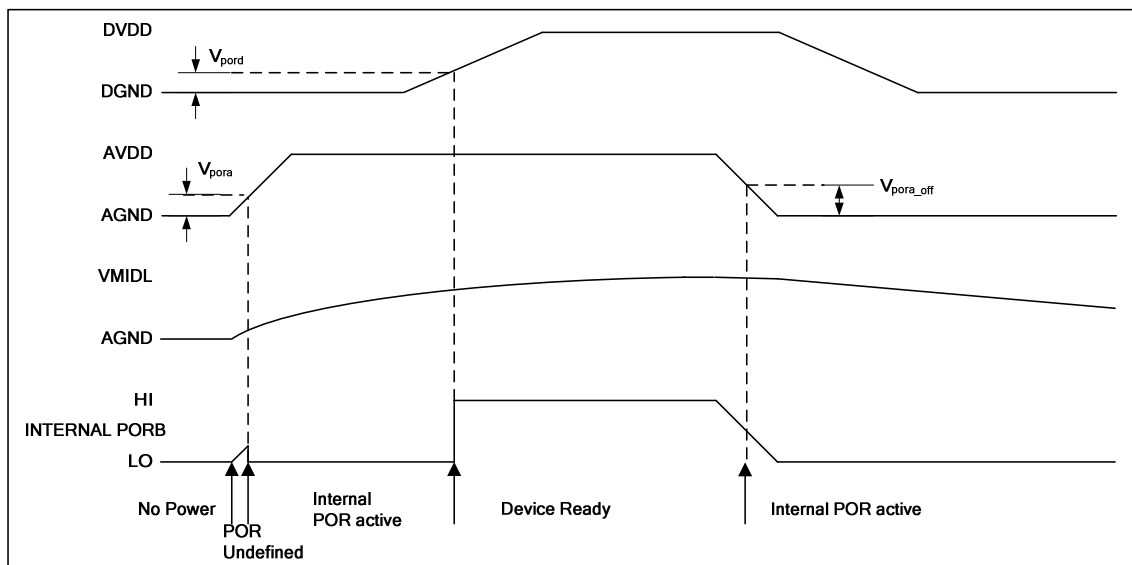 DVDD
Vpord
DGND
AVDD
Vpora
Vpora_off
AGND
VMIDL
AGND
HI
INTERNAL PORB
LO
No Power
POR
Undefined
Internal
POR active
Device Ready
Internal POR active